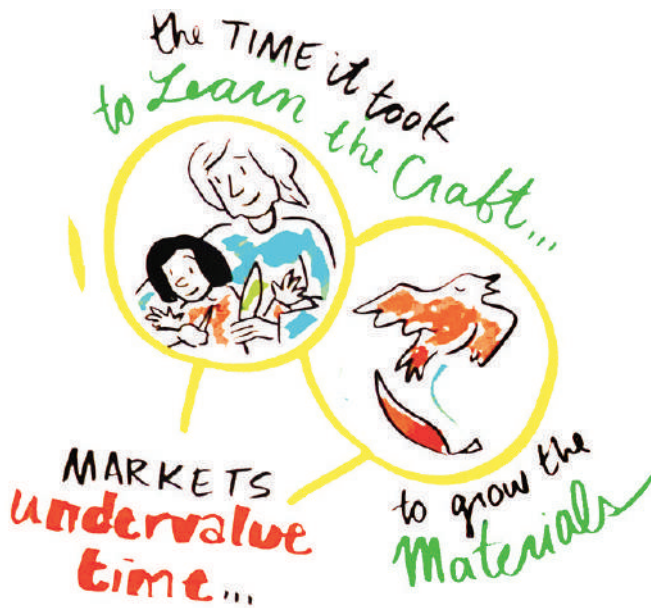 the TIME it took
to Learn the Craft...
to grow the
Materials
MARKETS
undervalue
time...